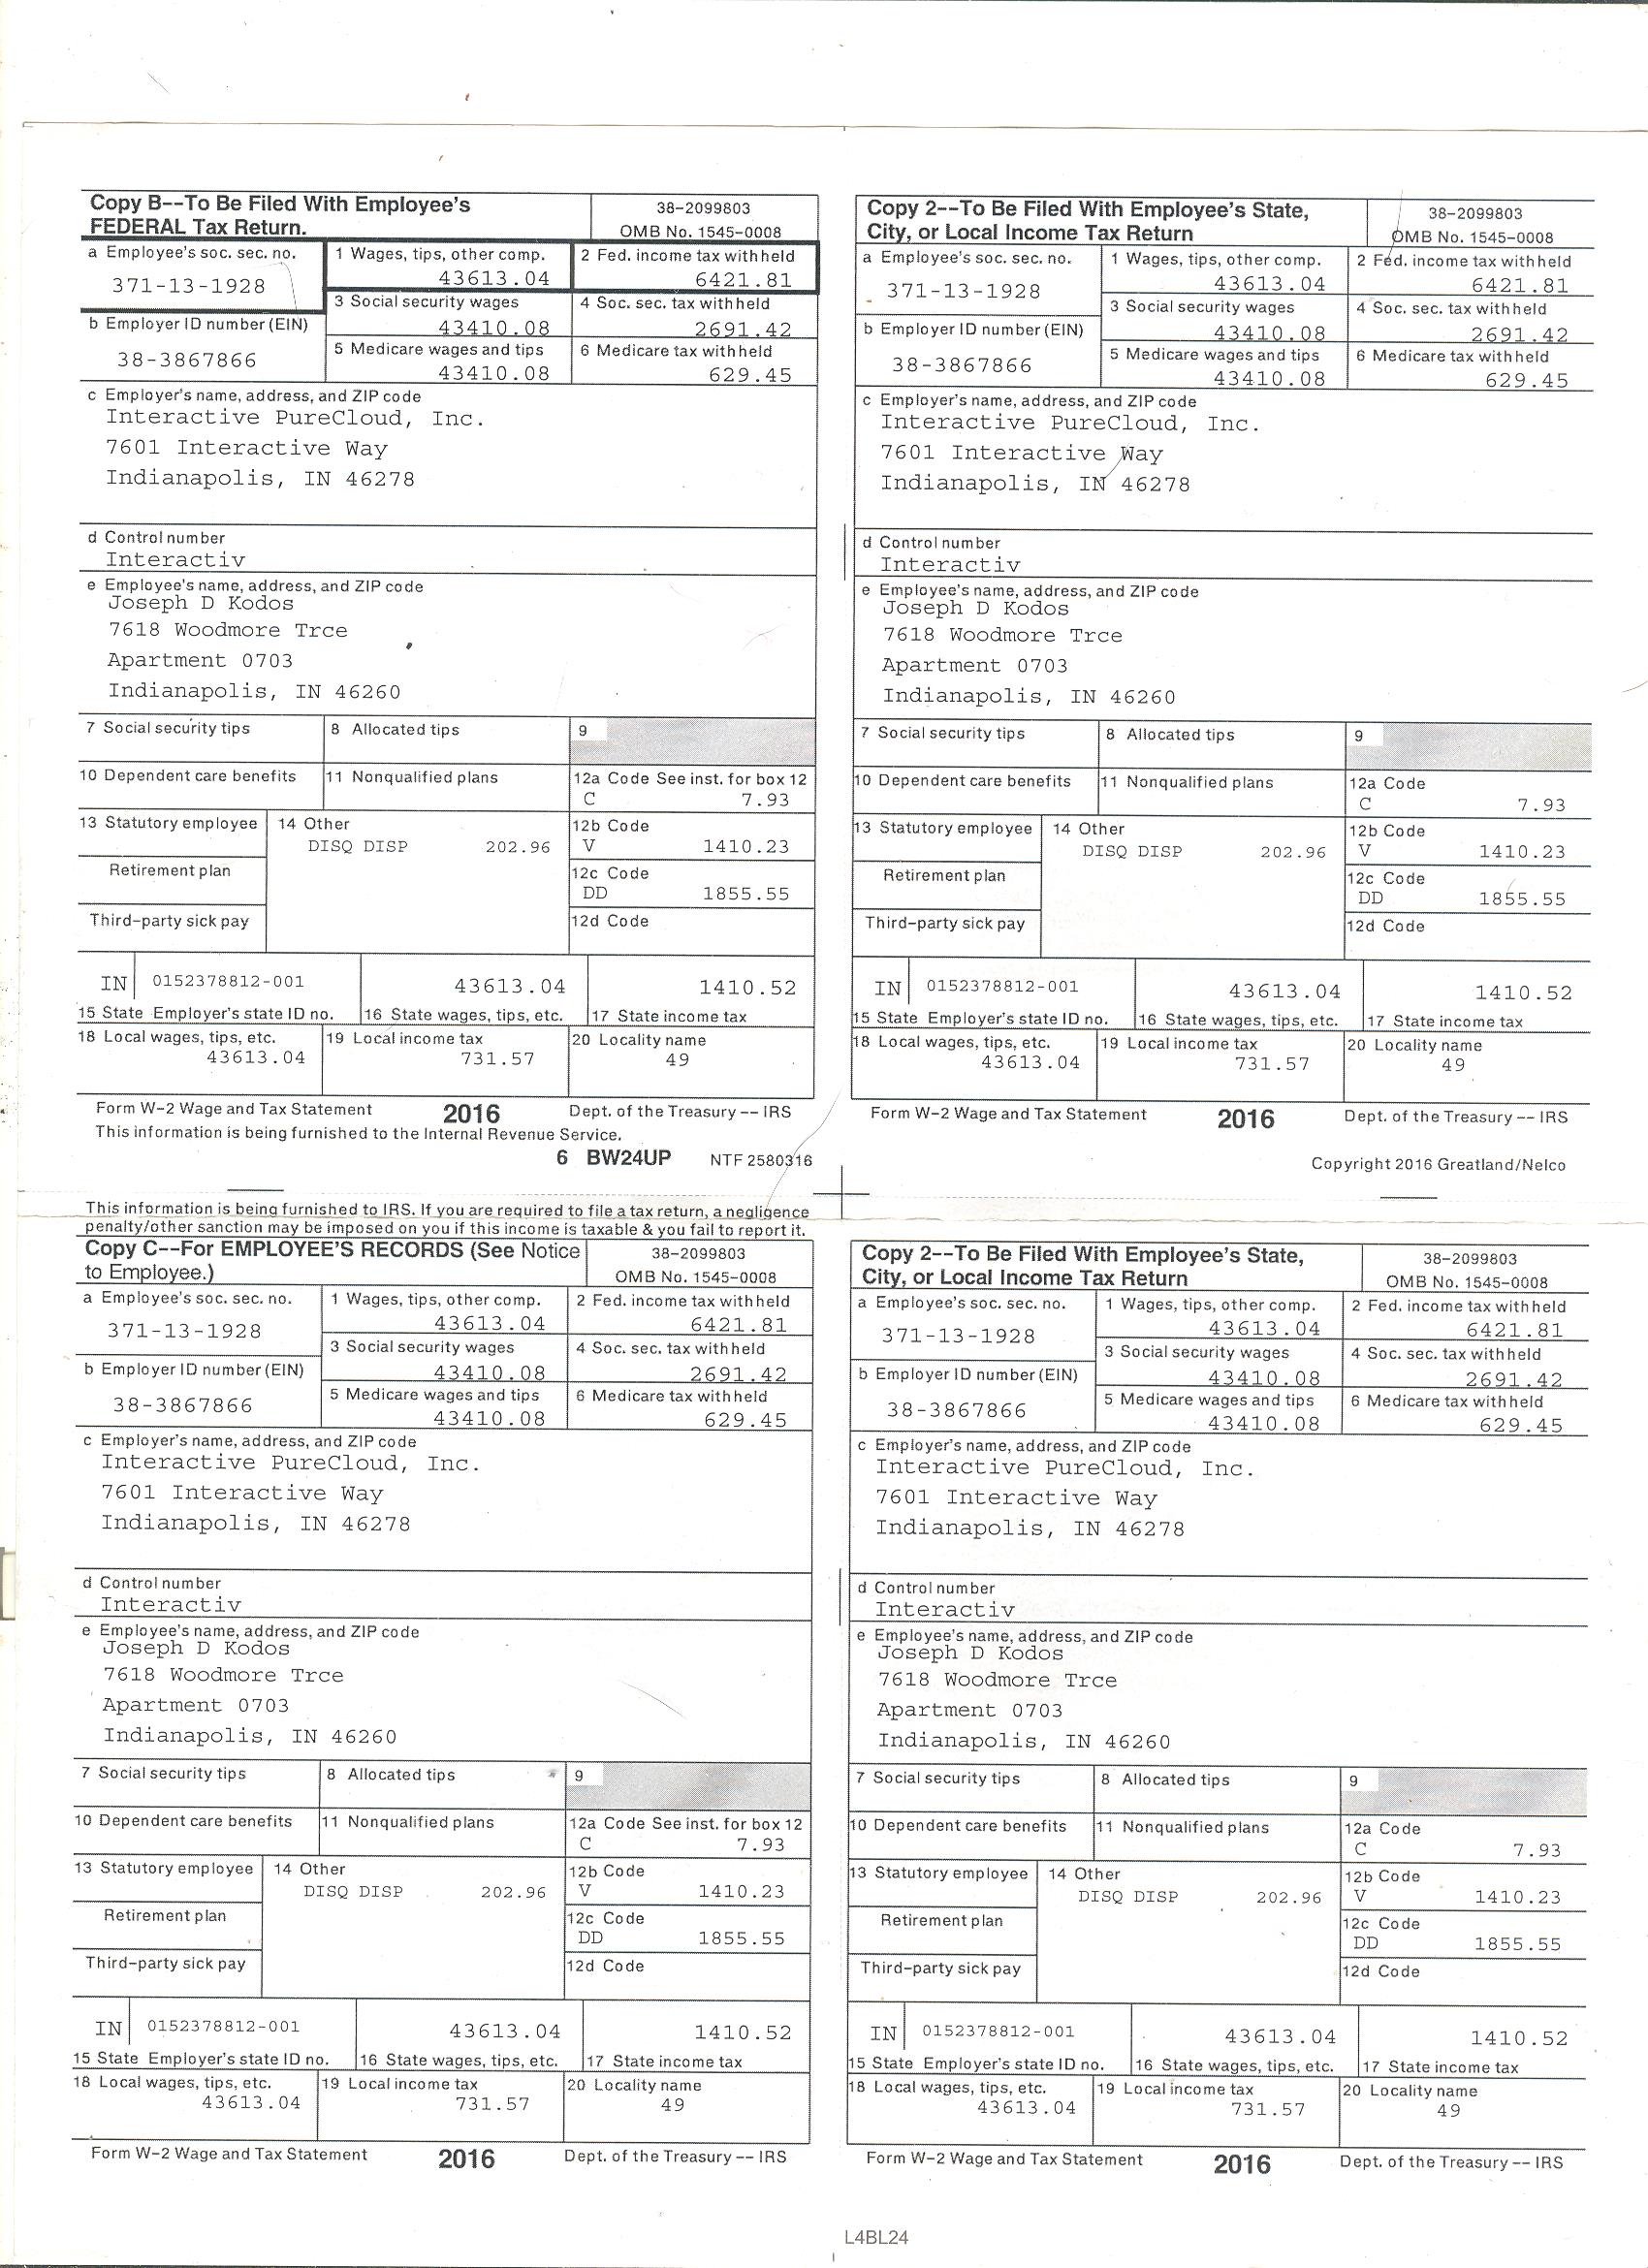 Copy B--To Be Filed With Employee's
FEDERAL Tax Return.
38-2099803
OMB No. 1545-0008
a Employee's soc. sec. no.
371-13-1928
1 Wages, tips, other comp.
43613.04
2 Fed. income tax withheld
6421.81
3 Social security wages
43410.08
4 Soc. sec. tax withheld
2691.42
b Employer ID number (EIN)
38-3867866
5 Medicare wages and tips
43410.08
6 Medicare tax withheld
629.45
c Employer's name, address, and ZIP code
Interactive PureCloud, Inc.
7601 Interactive Way
Indianapolis, IN 46278
d Control number
Interactiv
e Employee's name, address, and ZIP code
Joseph D Kodos
7618 Woodmore Trce
Apartment 0703
Indianapolis, IN 46260
7 Social security tips
8 Allocated tips
9
10 Dependent care benefits
11 Nonqualified plans
12a Code See inst. for box 12
C 7.93
13 Statutory employee
14 Other
DISQ DISP 202.96
12b Code
V 1410.23
Retirement plan
12c Code
DD 1855.55
Third-party sick pay
12d Code
IN 0152378812-001 43613.04 1410.52
15 State Employer's state ID no. 16 State wages, tips, etc. 17 State income tax
18 Local wages, tips, etc.
43613.04
19 Local income tax
731.57
20 Locality name
49
Form W-2 Wage and Tax Statement 2016 Dept. of the Treasury -- IRS
This information is being furnished to the Internal Revenue Service.
6 BW24UP NTF 2580316
Copy 2--To Be Filed With Employee's State,
City, or Local Income Tax Return
38-2099803
OMB No. 1545-0008
a Employee's soc. sec. no.
371-13-1928
1 Wages, tips, other comp.
43613.04
2 Fed. income tax withheld
6421.81
3 Social security wages
43410.08
4 Soc. sec. tax withheld
2691.42
b Employer ID number (EIN)
38-3867866
5 Medicare wages and tips
43410.08
6 Medicare tax withheld
629.45
c Employer's name, address, and ZIP code
Interactive PureCloud, Inc.
7601 Interactive Way
Indianapolis, IN 46278
d Control number
Interactiv
e Employee's name, address, and ZIP code
Joseph D Kodos
7618 Woodmore Trce
Apartment 0703
Indianapolis, IN 46260
7 Social security tips
8 Allocated tips
9
10 Dependent care benefits
11 Nonqualified plans
12a Code
C 7.93
13 Statutory employee
14 Other
DISQ DISP 202.96
12b Code
V 1410.23
Retirement plan
12c Code
DD 1855.55
Third-party sick pay
12d Code
IN 0152378812-001 43613.04 1410.52
15 State Employer's state ID no. 16 State wages, tips, etc. 17 State income tax
18 Local wages, tips, etc.
43613.04
19 Local income tax
731.57
20 Locality name
49
Form W-2 Wage and Tax Statement 2016 Dept. of the Treasury -- IRS
Copyright 2016 Greatland/Nelco
This information is being furnished to IRS. If you are required to file a tax return, a negligence
penalty/other sanction may be imposed on you if this income is taxable & you fail to report it.
Copy C--For EMPLOYEE'S RECORDS (See Notice
to Employee.)
38-2099803
OMB No. 1545-0008
a Employee's soc. sec. no.
371-13-1928
1 Wages, tips, other comp.
43613.04
2 Fed. income tax withheld
6421.81
3 Social security wages
43410.08
4 Soc. sec. tax withheld
2691.42
b Employer ID number (EIN)
38-3867866
5 Medicare wages and tips
43410.08
6 Medicare tax withheld
629.45
c Employer's name, address, and ZIP code
Interactive PureCloud, Inc.
7601 Interactive Way
Indianapolis, IN 46278
d Control number
Interactiv
e Employee's name, address, and ZIP code
Joseph D Kodos
7618 Woodmore Trce
Apartment 0703
Indianapolis, IN 46260
7 Social security tips
8 Allocated tips
9
10 Dependent care benefits
11 Nonqualified plans
12a Code See inst. for box 12
C 7.93
13 Statutory employee
14 Other
DISQ DISP 202.96
12b Code
V 1410.23
Retirement plan
12c Code
DD 1855.55
Third-party sick pay
12d Code
IN 0152378812-001 43613.04 1410.52
15 State Employer's state ID no. 16 State wages, tips, etc. 17 State income tax
18 Local wages, tips, etc.
43613.04
19 Local income tax
731.57
20 Locality name
49
Form W-2 Wage and Tax Statement 2016 Dept. of the Treasury -- IRS
Copy 2--To Be Filed With Employee's State,
City, or Local Income Tax Return
38-2099803
OMB No. 1545-0008
a Employee's soc. sec. no.
371-13-1928
1 Wages, tips, other comp.
43613.04
2 Fed. income tax withheld
6421.81
3 Social security wages
43410.08
4 Soc. sec. tax withheld
2691.42
b Employer ID number (EIN)
38-3867866
5 Medicare wages and tips
43410.08
6 Medicare tax withheld
629.45
c Employer's name, address, and ZIP code
Interactive PureCloud, Inc.
7601 Interactive Way
Indianapolis, IN 46278
d Control number
Interactiv
e Employee's name, address, and ZIP code
Joseph D Kodos
7618 Woodmore Trce
Apartment 0703
Indianapolis, IN 46260
7 Social security tips
8 Allocated tips
9
10 Dependent care benefits
11 Nonqualified plans
12a Code
C 7.93
13 Statutory employee
14 Other
DISQ DISP 202.96
12b Code
V 1410.23
Retirement plan
12c Code
DD 1855.55
Third-party sick pay
12d Code
IN 0152378812-001 43613.04 1410.52
15 State Employer's state ID no. 16 State wages, tips, etc. 17 State income tax
18 Local wages, tips, etc.
43613.04
19 Local income tax
731.57
20 Locality name
49
Form W-2 Wage and Tax Statement 2016 Dept. of the Treasury -- IRS
L4BL24